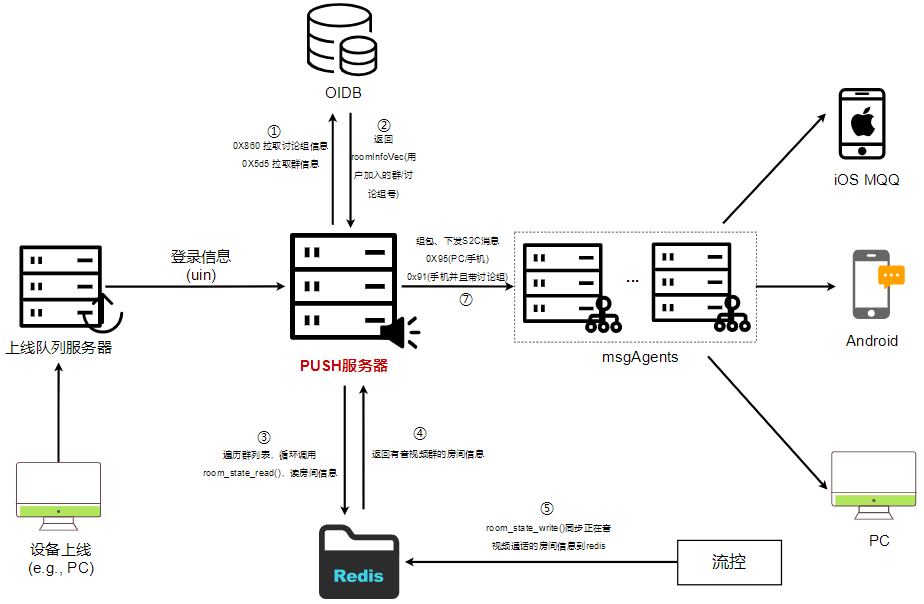 OIDB
①
0X860 拉取讨论组信息
0X5d5 拉取群信息
②
返回
roomInfoVec(用
户加入的群/讨
论组号)
iOS MQQ
登录信息
(uin)
组包、下发S2C消息
0X95(PC/手机)
0x91(手机并且带讨论组)
⑦
...
上线队列服务器
PUSH服务器
msgAgents
Android
③
遍历群列表，循环调用
room_state_read()，读房间信息
④
返回有音视频群的房间信息
设备上线
(e.g., PC)
⑤
room_state_write()同步正在音
视频通话的房间信息到redis
Redis
流控
PC